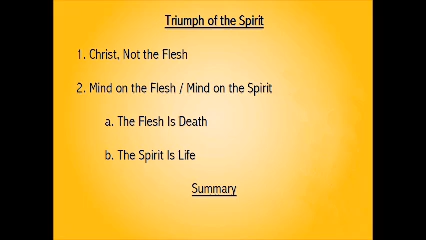 Triumph of the Spirit
1. Christ, Not the Flesh
2. Mind on the Flesh / Mind on the Spirit
a. The Flesh Is Death
b. The Spirit Is Life
Summary